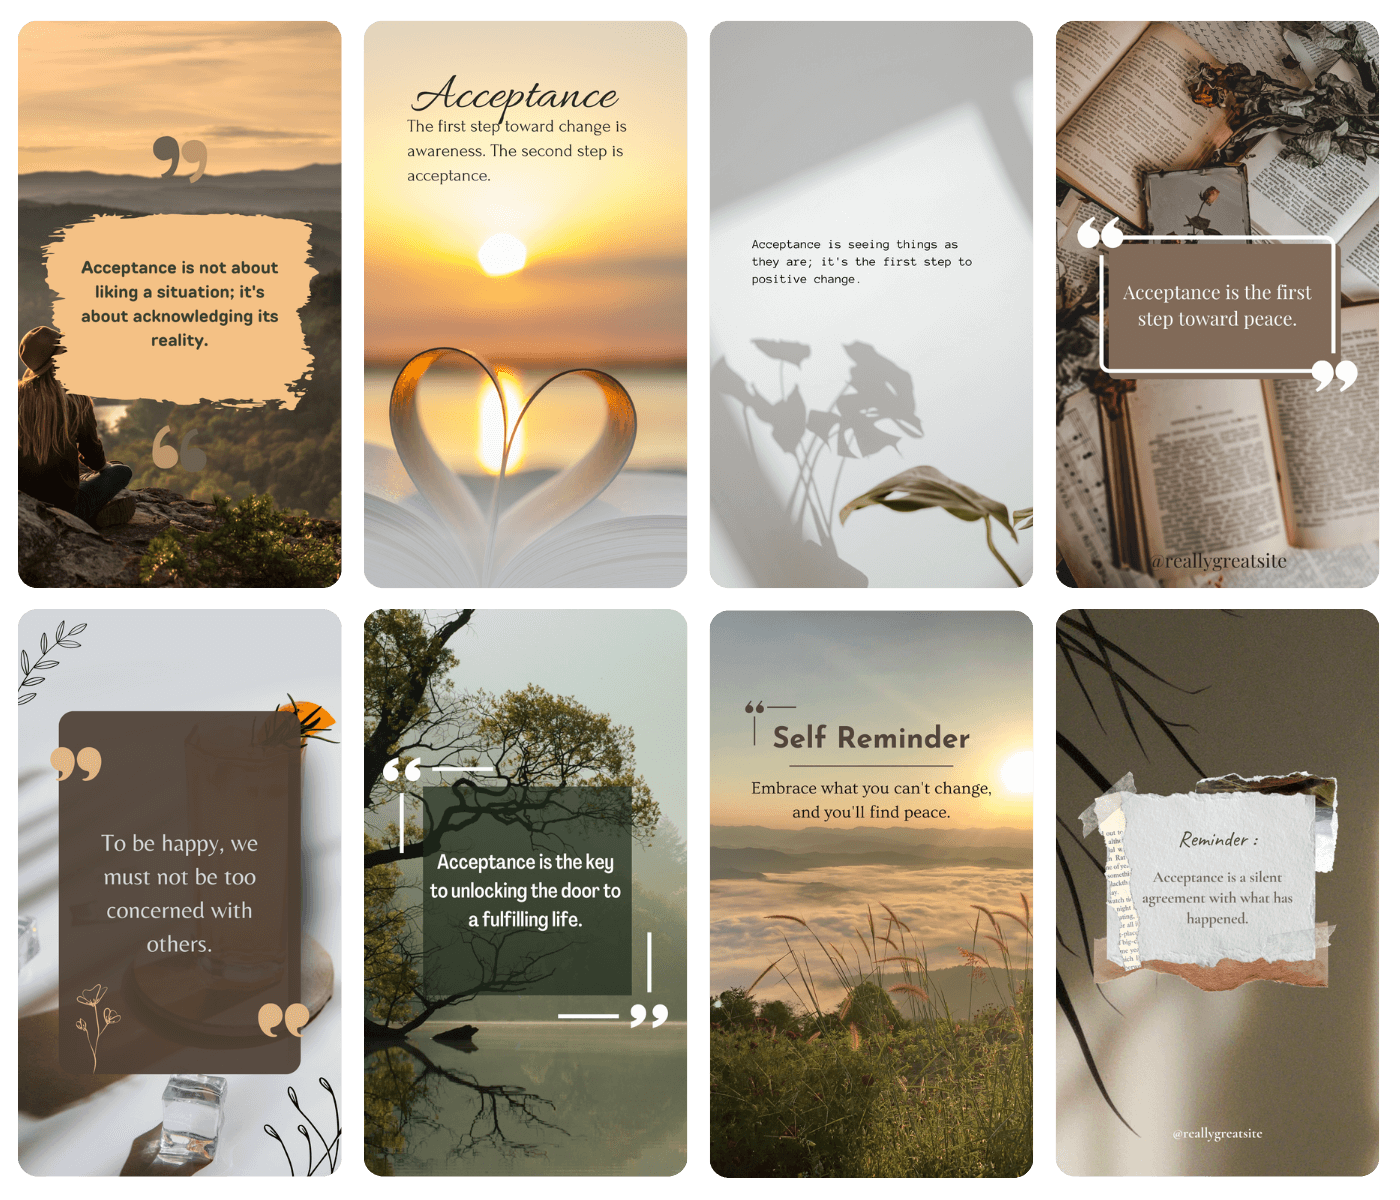 Acceptance is not about
liking a situation; it's
about acknowledging its
reality.
Acceptance
The first step toward change is
awareness. The second step is
acceptance.
Acceptance is seeing things as
they are; it's the first step to
positive change.
Acceptance is the first
step toward peace.
@reallygreatsite
To be happy, we
must not be too
concerned with
others.
Acceptance is the key
to unlocking the door to
a fulfilling life.
Self Reminder
Embrace what you can't change,
and you'll find peace.
Reminder :
Acceptance is a silent
agreement with what has
happened.
@reallygreatsite